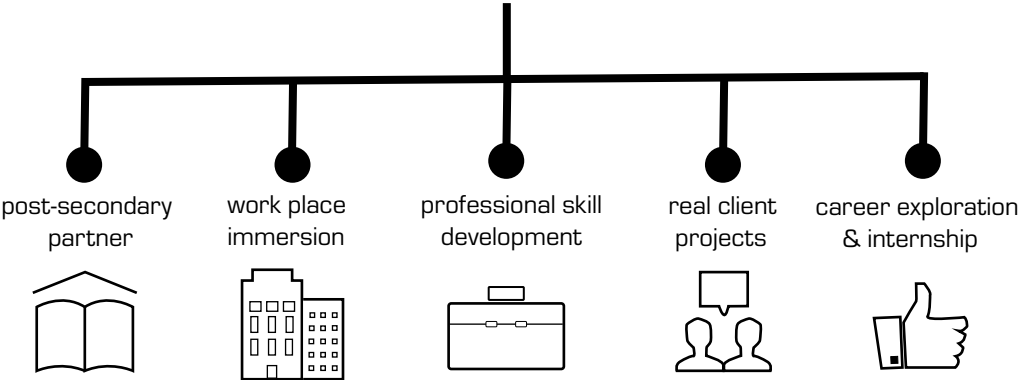 post-secondary
partner
work place
immersion
professional skill
development
real client
projects
career exploration
& internship